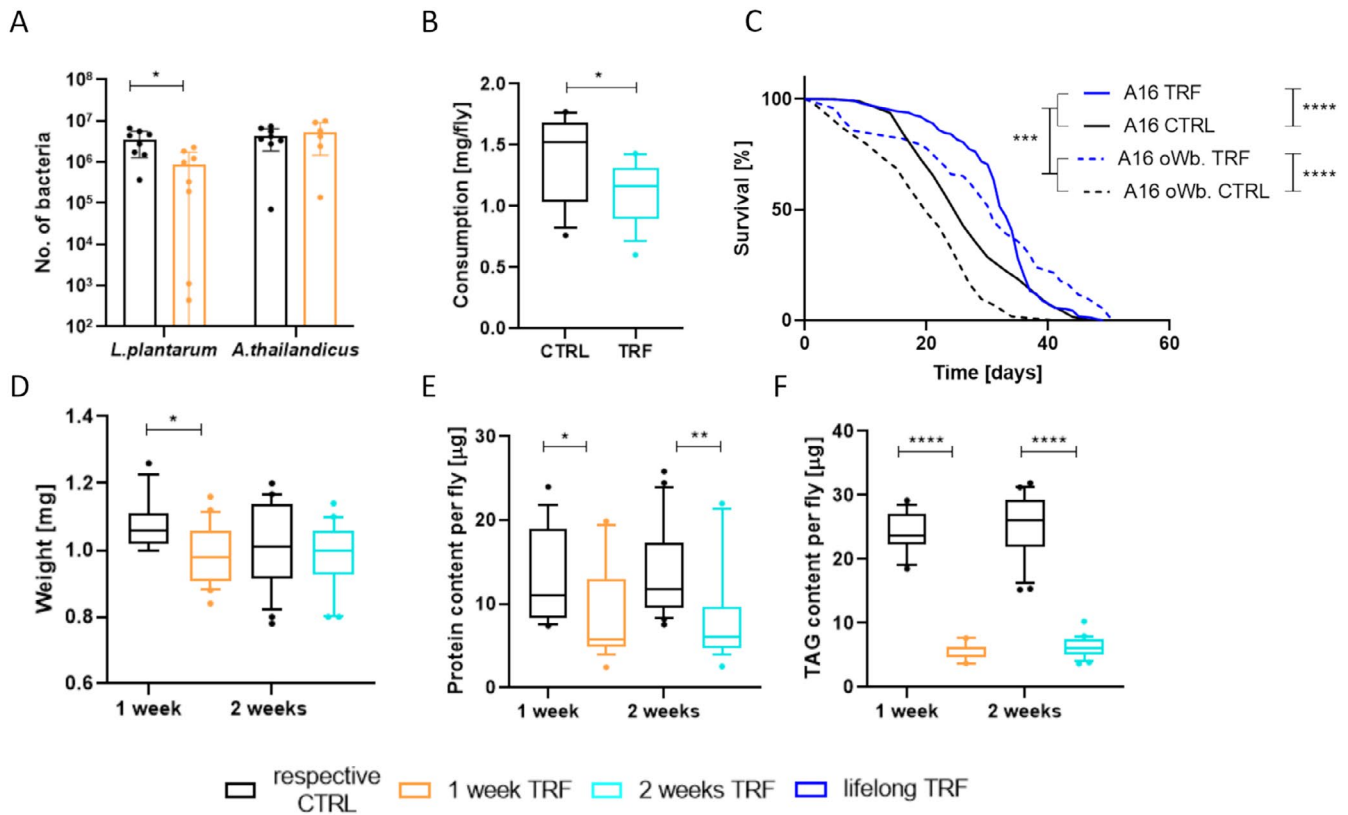 A
No. of bacteria
10⁸
10⁷
10⁶
10⁵
10⁴
10³
10²
*
L.plantarum
A.thailandicus
B
Consumption [mg/fly]
2.0
1.5
1.0
0.5
0.0
*
CTRL
TRF
C
Survival [%]
100
50
0
0
20
40
60
Time [days]
***
A16 TRF
A16 CTRL
A16 oWb. TRF
A16 oWb. CTRL
****
****
D
Weight [mg]
1.4
1.2
1.0
0.8
0.6
*
1 week
2 weeks
E
Protein content per fly [µg]
30
20
10
0
*
**
1 week
2 weeks
F
TAG content per fly [µg]
40
30
20
10
0
****
****
1 week
2 weeks
respective
CTRL
1 week TRF
2 weeks TRF
lifelong TRF